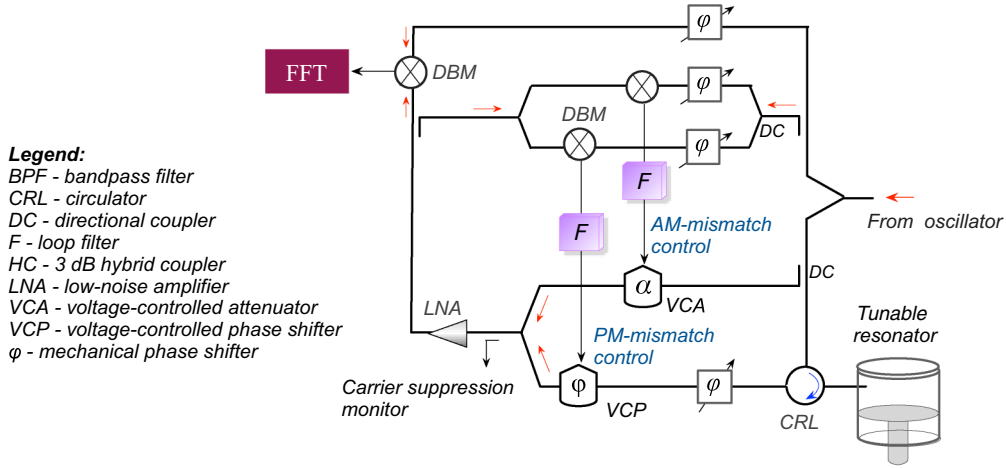 φ
FFT
DBM
φ
DBM
φ
DC
Legend:
BPF - bandpass filter
CRL - circulator
DC - directional coupler
F - loop filter
HC - 3 dB hybrid coupler
LNA - low-noise amplifier
VCA - voltage-controlled attenuator
VCP - voltage-controlled phase shifter
φ - mechanical phase shifter
F
F
AM-mismatch
control
From oscillator
DC
α
VCA
LNA
PM-mismatch
control
Tunable
resonator
Carrier suppression
monitor
φ
VCP
φ
CRL